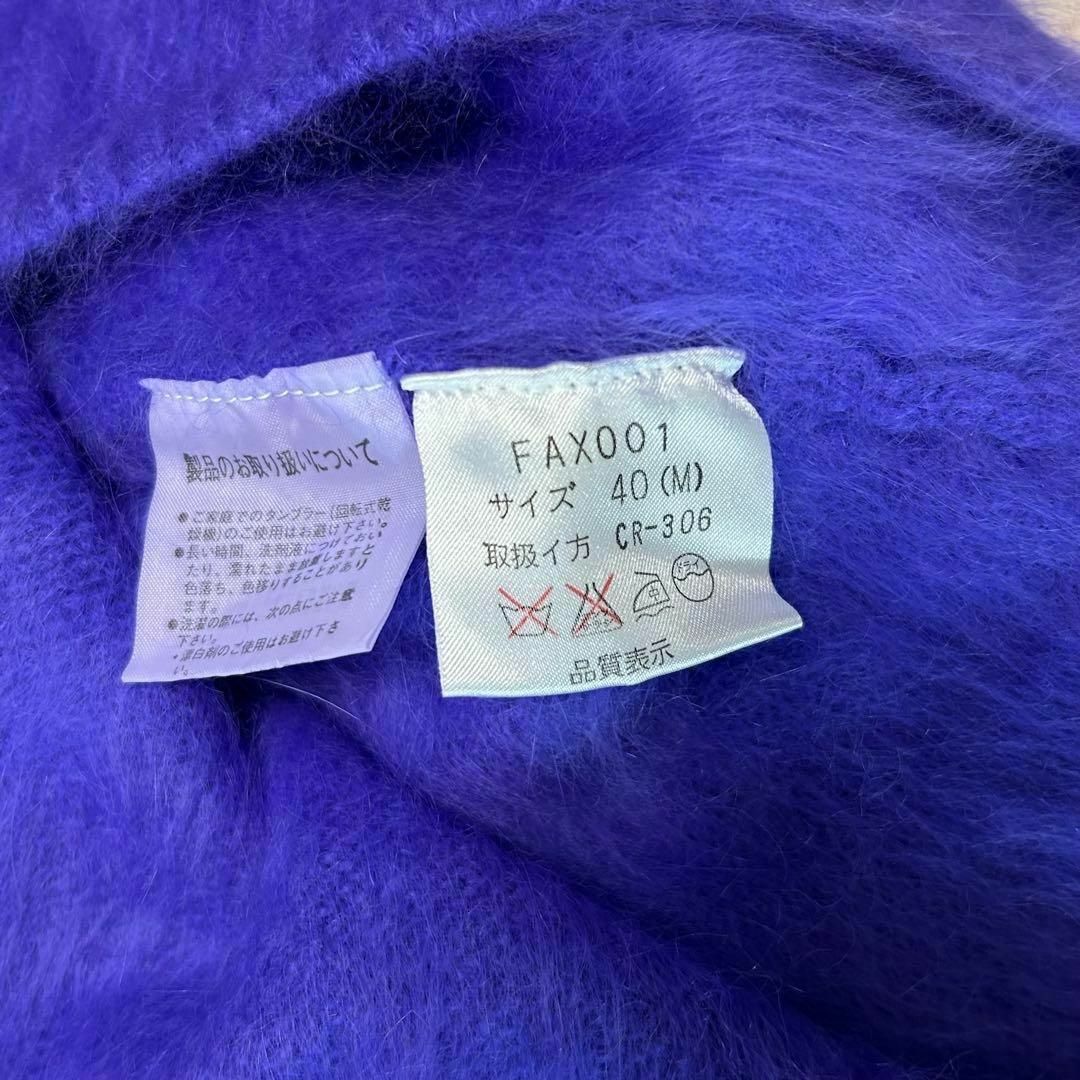 製品のお取り扱いについて
●ご家庭でのタンブラー(回転式乾
燥機)のご使用はお避け下さい。
●長い時間、洗剤液につけておい
たり、濡れたまま放置しますと
色落ち、色移りすることがあり
ます。
●洗濯の際には、次の点にご注意
下さい。
・漂白剤のご使用はお避け下さ
い。
FAX001
サイズ 40(M)
取扱イ方 CR-306
ドライ
品質表示